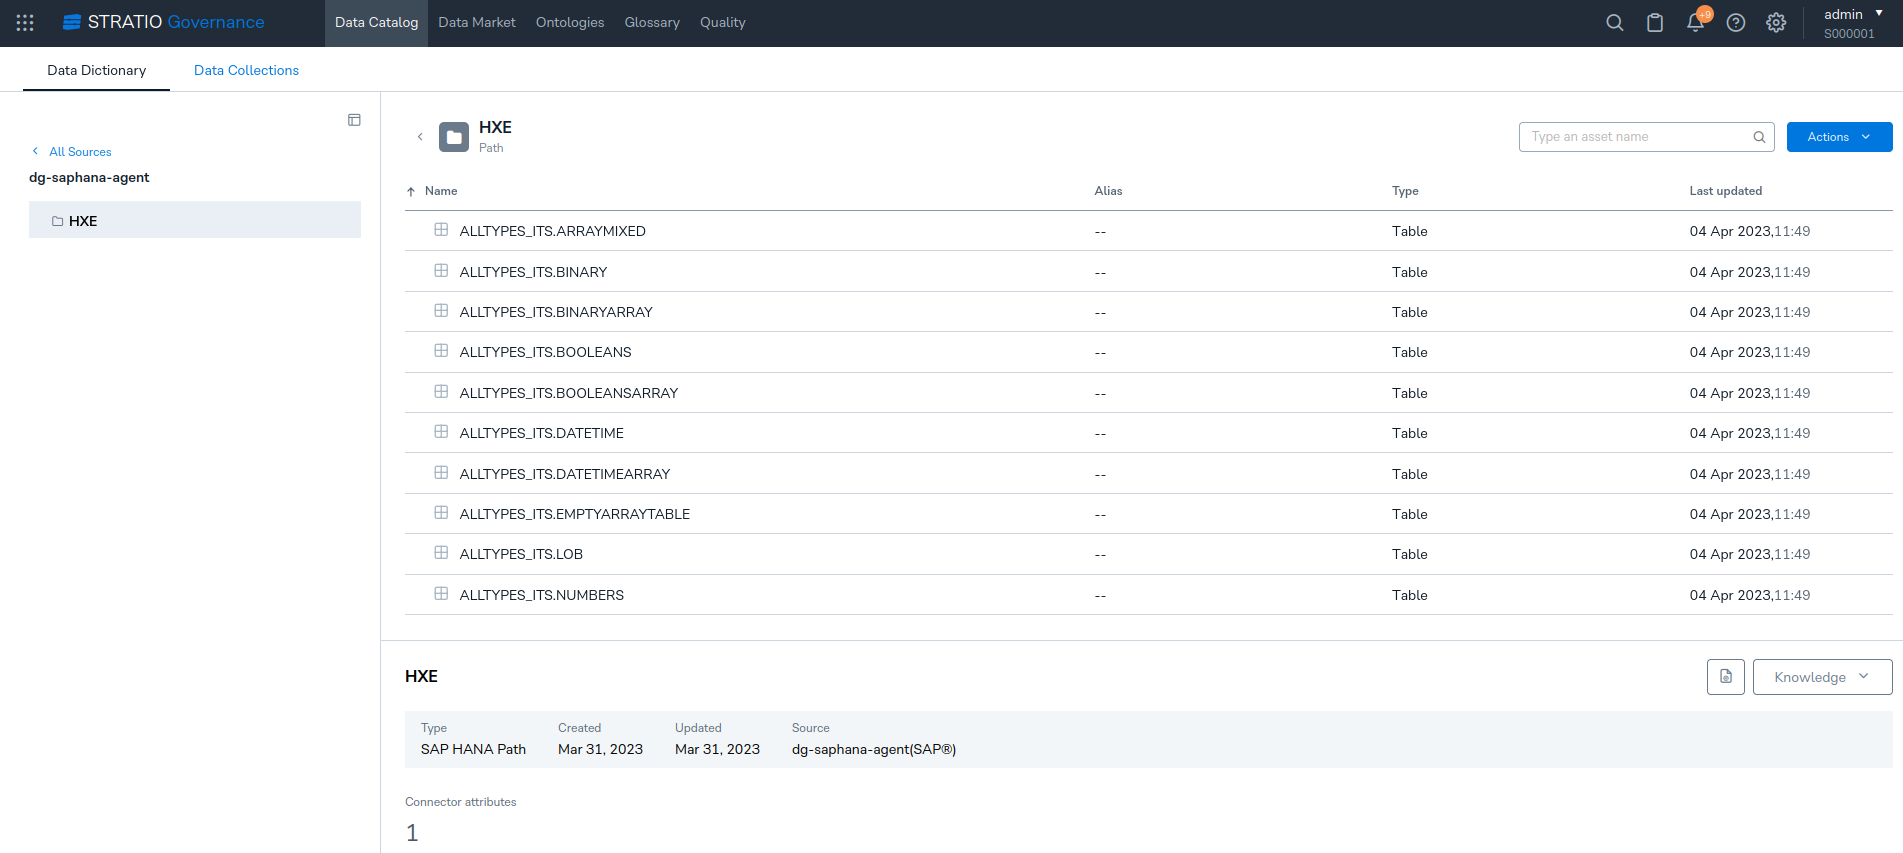 STRATIO Governance
Data Catalog Data Market Ontologies Glossary Quality
+9
admin
S000001
Data Dictionary Data Collections
All Sources
dg-saphana-agent
HXE
HXE
Path
Type an asset name
Actions
Name Alias Type Last updated
ALLTYPES_ITS.ARRAYMIXED -- Table 04 Apr 2023,11:49
ALLTYPES_ITS.BINARY -- Table 04 Apr 2023,11:49
ALLTYPES_ITS.BINARYARRAY -- Table 04 Apr 2023,11:49
ALLTYPES_ITS.BOOLEANS -- Table 04 Apr 2023,11:49
ALLTYPES_ITS.BOOLEANSARRAY -- Table 04 Apr 2023,11:49
ALLTYPES_ITS.DATETIME -- Table 04 Apr 2023,11:49
ALLTYPES_ITS.DATETIMEARRAY -- Table 04 Apr 2023,11:49
ALLTYPES_ITS.EMPTYARRAYTABLE -- Table 04 Apr 2023,11:49
ALLTYPES_ITS.LOB -- Table 04 Apr 2023,11:49
ALLTYPES_ITS.NUMBERS -- Table 04 Apr 2023,11:49
HXE
Knowledge
Type Created Updated Source
SAP HANA Path Mar 31, 2023 Mar 31, 2023 dg-saphana-agent(SAP®)
Connector attributes
1